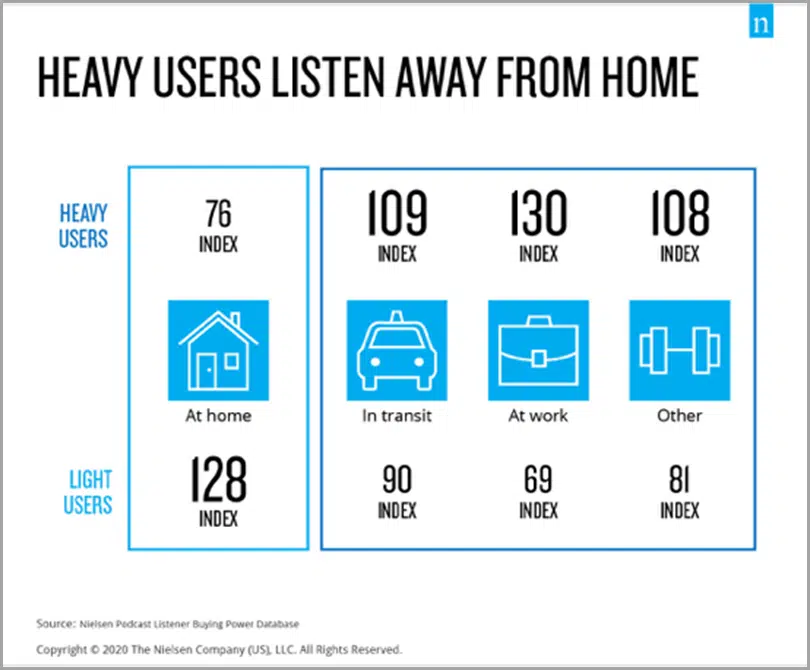 n
HEAVY USERS LISTEN AWAY FROM HOME
HEAVY
USERS
76
INDEX
109
INDEX
130
INDEX
108
INDEX
At home
In transit
At work
Other
LIGHT
USERS
128
INDEX
90
INDEX
69
INDEX
81
INDEX
Source: Nielsen Podcast Listener Buying Power Database
Copyright © 2020 The Nielsen Company (US), LLC. All Rights Reserved.